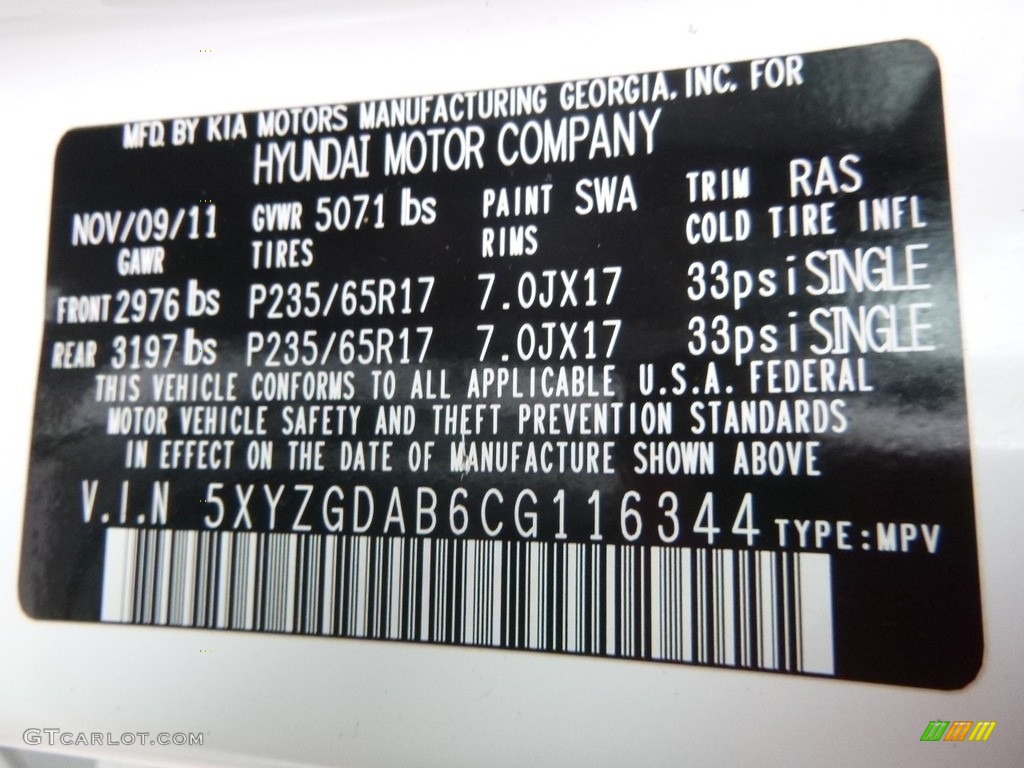 MFD. BY KIA MOTORS MANUFACTURING GEORGIA, INC. FOR
HYUNDAI MOTOR COMPANY
NOV/09/11 GVWR 5071 lbs PAINT SWA TRIM RAS
GAWR TIRES RIMS COLD TIRE INFL
FRONT 2976 lbs P235/65R17 7.0JX17 33psi SINGLE
REAR 3197 lbs P235/65R17 7.0JX17 33psi SINGLE
THIS VEHICLE CONFORMS TO ALL APPLICABLE U.S.A. FEDERAL
MOTOR VEHICLE SAFETY AND THEFT PREVENTION STANDARDS
IN EFFECT ON THE DATE OF MANUFACTURE SHOWN ABOVE
V.I.N 5XYZGDAB6CG116344 TYPE:MPV
GTCARLOT.COM